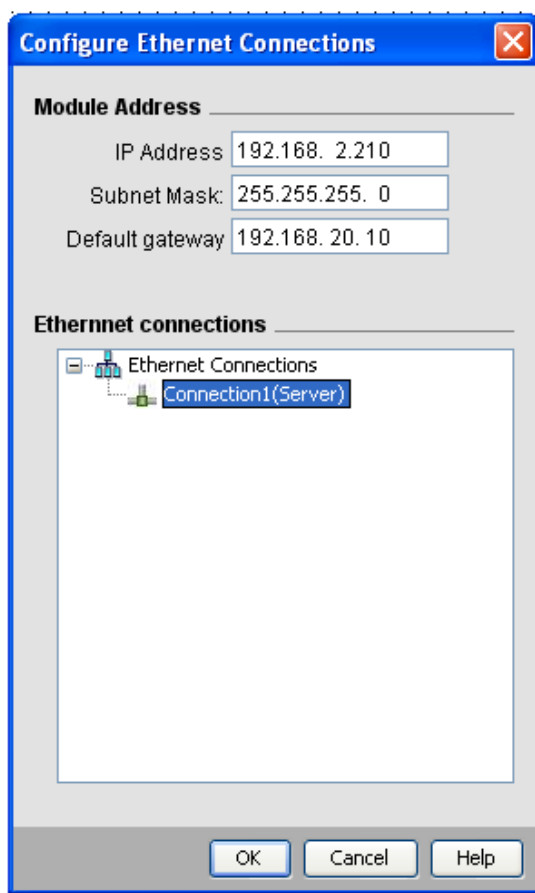 Configure Ethernet Connections
Module Address
IP Address 192.168. 2.210
Subnet Mask: 255.255.255. 0
Default gateway 192.168. 20. 10
Ethernnet connections
Ethernet Connections
Connection1(Server)
OK Cancel Help